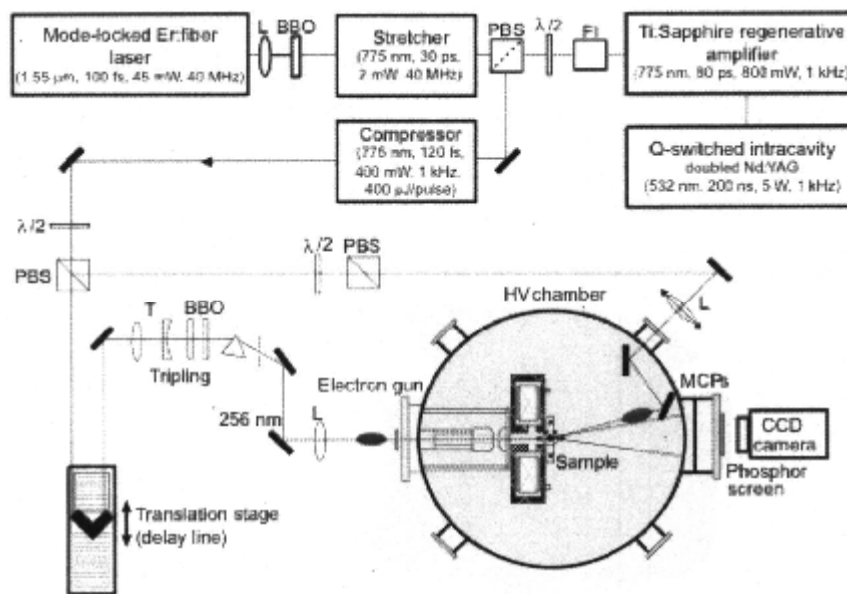 Mode-locked Er:fiber
laser
(1.55 μm, 100 fs, 45 mW, 40 MHz)
L
BBO
Stretcher
(775 nm, 30 ps,
2 mW, 40 MHz)
PBS
λ/2
FI
Ti:Sapphire regenerative
amplifier
(775 nm, 80 ps, 800 mW, 1 kHz)
Compressor
(775 nm, 120 fs,
400 mW, 1 kHz,
400 μJ/pulse)
Q-switched intracavity
doubled Nd:YAG
(532 nm, 200 ns, 5 W, 1 kHz)
λ/2
PBS
λ/2
PBS
HV chamber
L
T
BBO
Tripling
Electron gun
256 nm
L
MCPs
CCD
camera
Sample
Phosphor
screen
Translation stage
(delay line)